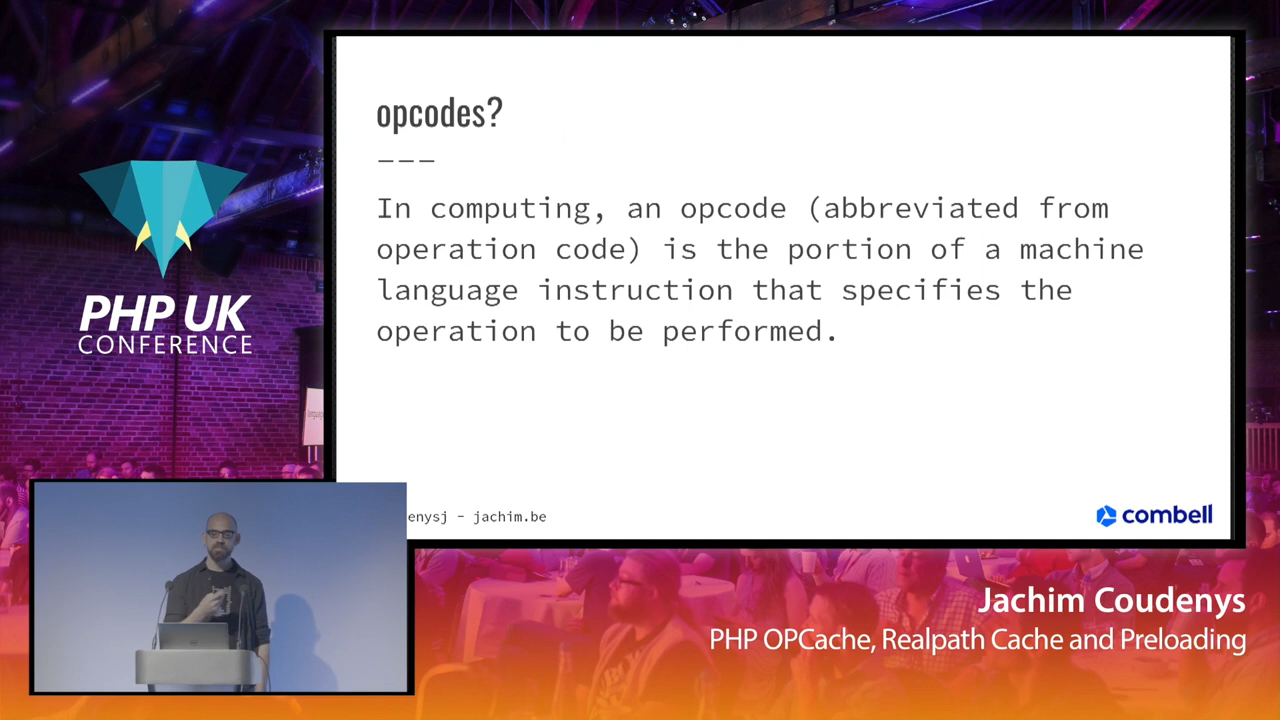 opcodes?
———
In computing, an opcode (abbreviated from
operation code) is the portion of a machine
language instruction that specifies the
operation to be performed.
enysj - jachim.be
combell
PHP UK
CONFERENCE
Jachim Coudenys
PHP OPCache, Realpath Cache and Preloading